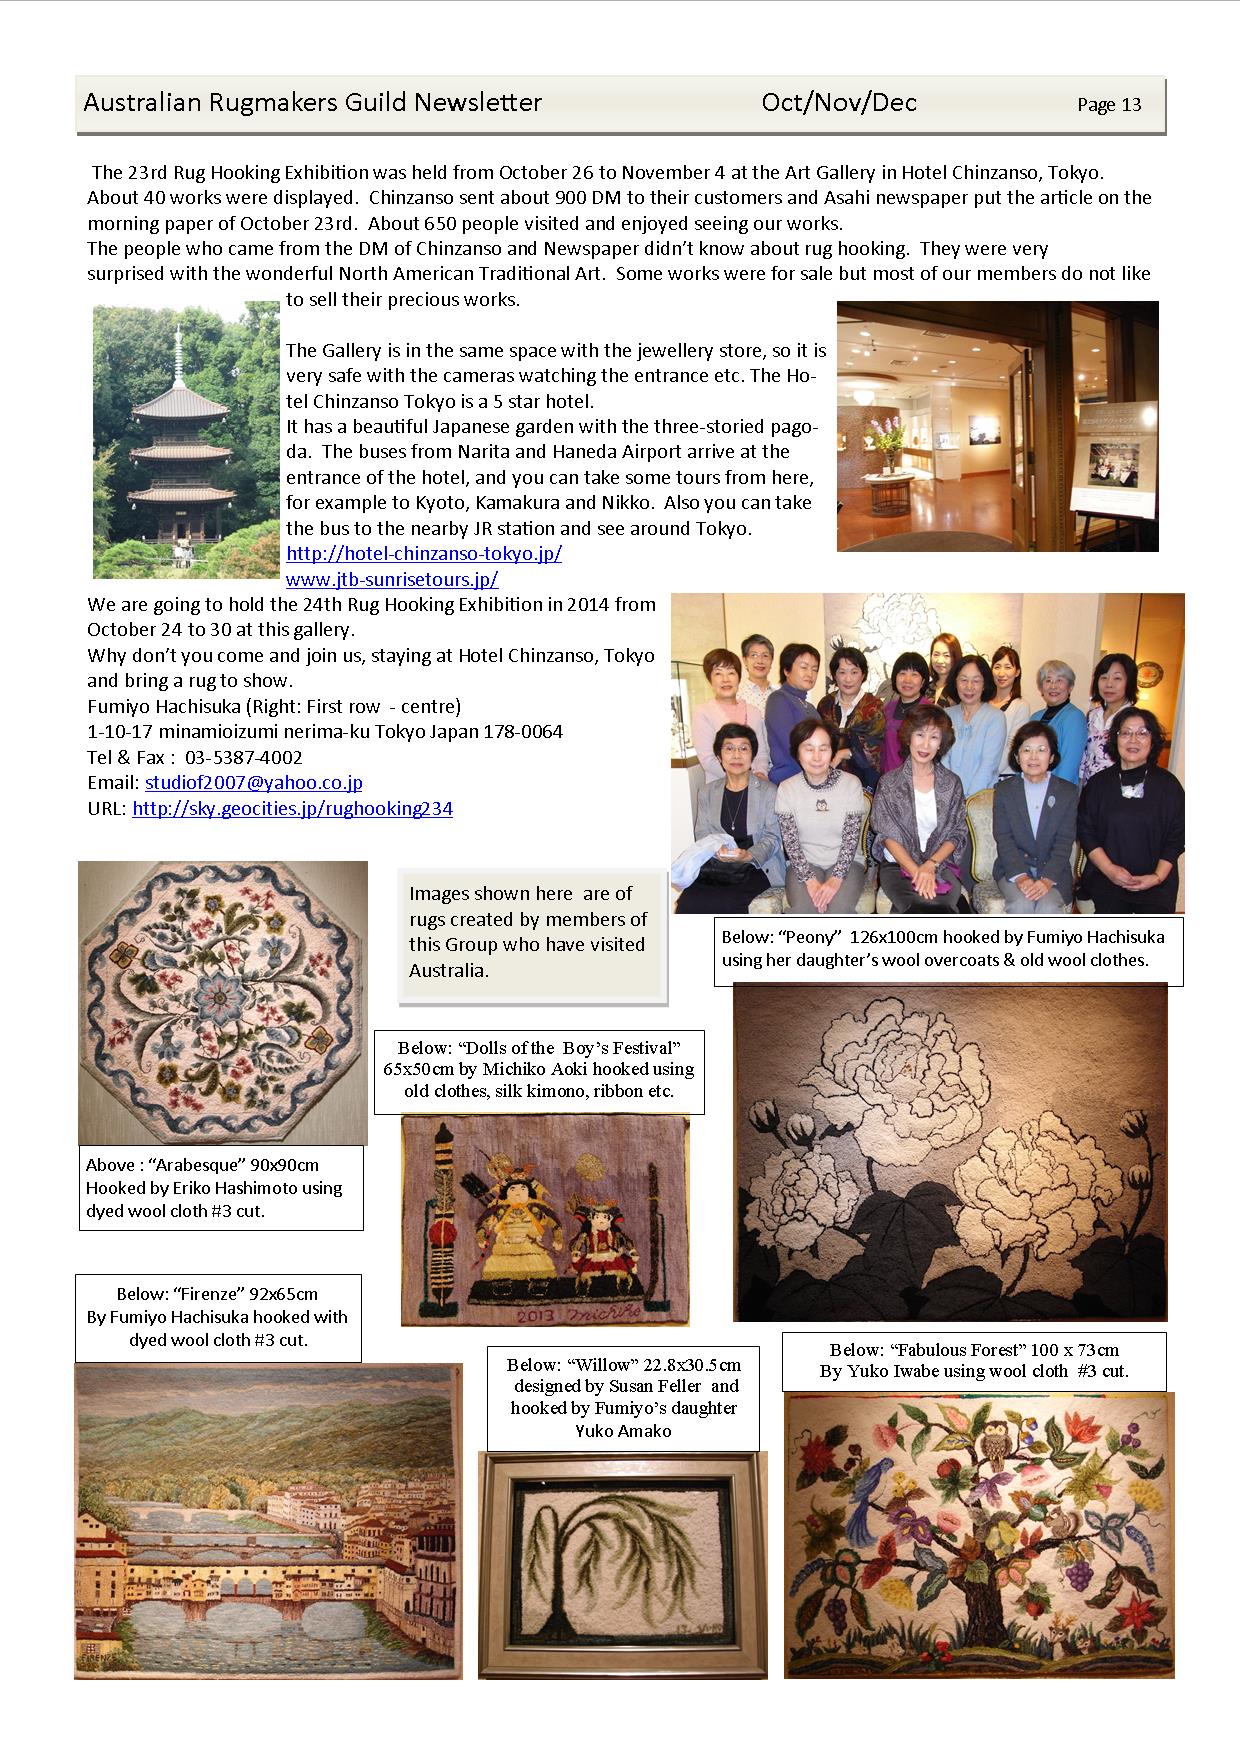 Australian Rugmakers Guild Newsletter Oct/Nov/Dec Page 13
The 23rd Rug Hooking Exhibition was held from October 26 to November 4 at the Art Gallery in Hotel Chinzanso, Tokyo.
About 40 works were displayed. Chinzanso sent about 900 DM to their customers and Asahi newspaper put the article on the
morning paper of October 23rd. About 650 people visited and enjoyed seeing our works.
The people who came from the DM of Chinzanso and Newspaper didn't know about rug hooking. They were very
surprised with the wonderful North American Traditional Art. Some works were for sale but most of our members do not like
to sell their precious works.
The Gallery is in the same space with the jewellery store, so it is
very safe with the cameras watching the entrance etc. The Ho-
tel Chinzanso Tokyo is a 5 star hotel.
It has a beautiful Japanese garden with the three-storied pago-
da. The buses from Narita and Haneda Airport arrive at the
entrance of the hotel, and you can take some tours from here,
for example to Kyoto, Kamakura and Nikko. Also you can take
the bus to the nearby JR station and see around Tokyo.
http://hotel-chinzanso-tokyo.jp/
www.jtb-sunrisetours.jp/
We are going to hold the 24th Rug Hooking Exhibition in 2014 from
October 24 to 30 at this gallery.
Why don't you come and join us, staying at Hotel Chinzanso, Tokyo
and bring a rug to show.
Fumiyo Hachisuka (Right: First row - centre)
1-10-17 minamioizumi nerima-ku Tokyo Japan 178-0064
Tel & Fax : 03-5387-4002
Email: studiof2007@yahoo.co.jp
URL: http://sky.geocities.jp/rughooking234
Images shown here are of
rugs created by members of
this Group who have visited
Australia.
Below: "Peony" 126x100cm hooked by Fumiyo Hachisuka
using her daughter's wool overcoats & old wool clothes.
Below: "Dolls of the Boy's Festival"
65x50cm by Michiko Aoki hooked using
old clothes, silk kimono, ribbon etc.
Above : "Arabesque" 90x90cm
Hooked by Eriko Hashimoto using
dyed wool cloth #3 cut.
2013 michiko
Below: "Firenze" 92x65cm
By Fumiyo Hachisuka hooked with
dyed wool cloth #3 cut.
Below: "Willow" 22.8x30.5cm
designed by Susan Feller and
hooked by Fumiyo's daughter
Yuko Amako
Below: "Fabulous Forest" 100 x 73cm
By Yuko Iwabe using wool cloth #3 cut.
FIRENZE